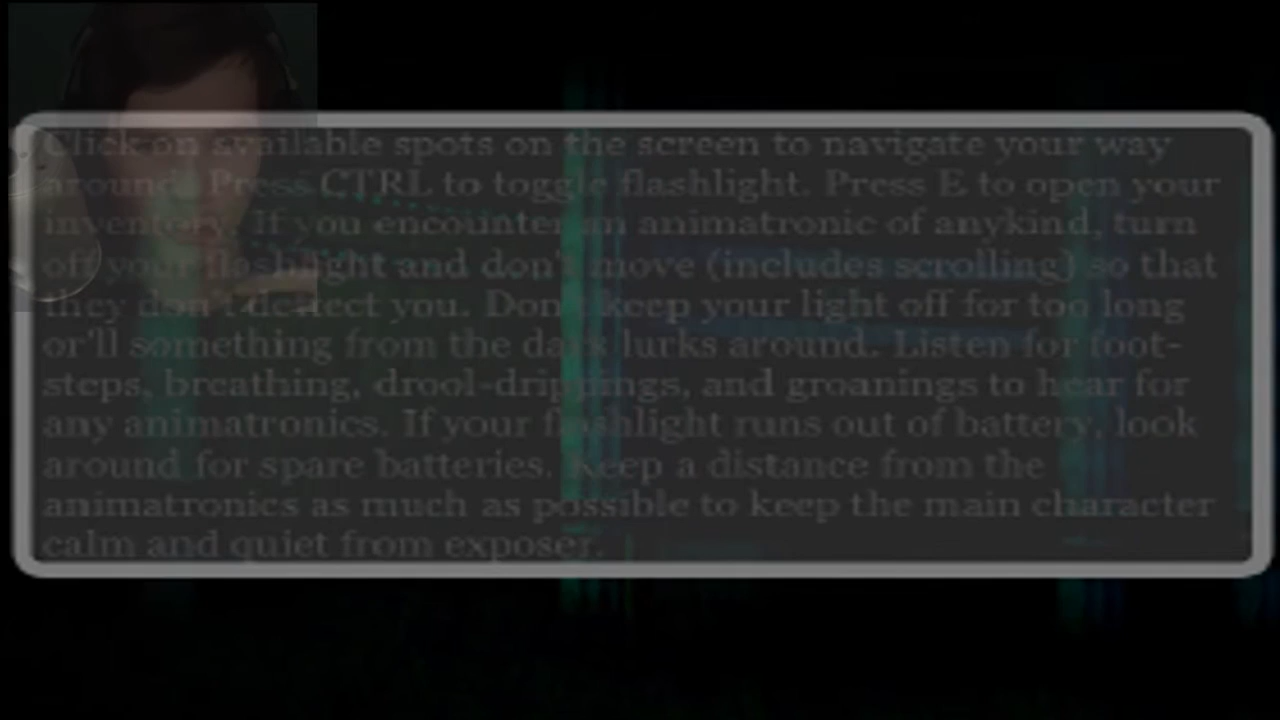 Click on available spots on the screen to navigate your way
around. Press CTRL to toggle flashlight. Press E to open your
inventory. If you encounter an animatronic of anykind, turn
off your flashlight and don't move (includes scrolling) so that
they don't detect you. Don't keep your light off for too long
or'll something from the dark lurks around. Listen for foot-
steps, breathing, drool-drippings, and groanings to hear for
any animatronics. If your flashlight runs out of battery, look
around for spare batteries. Keep a distance from the
animatronics as much as possible to keep the main character
calm and quiet from exposer.